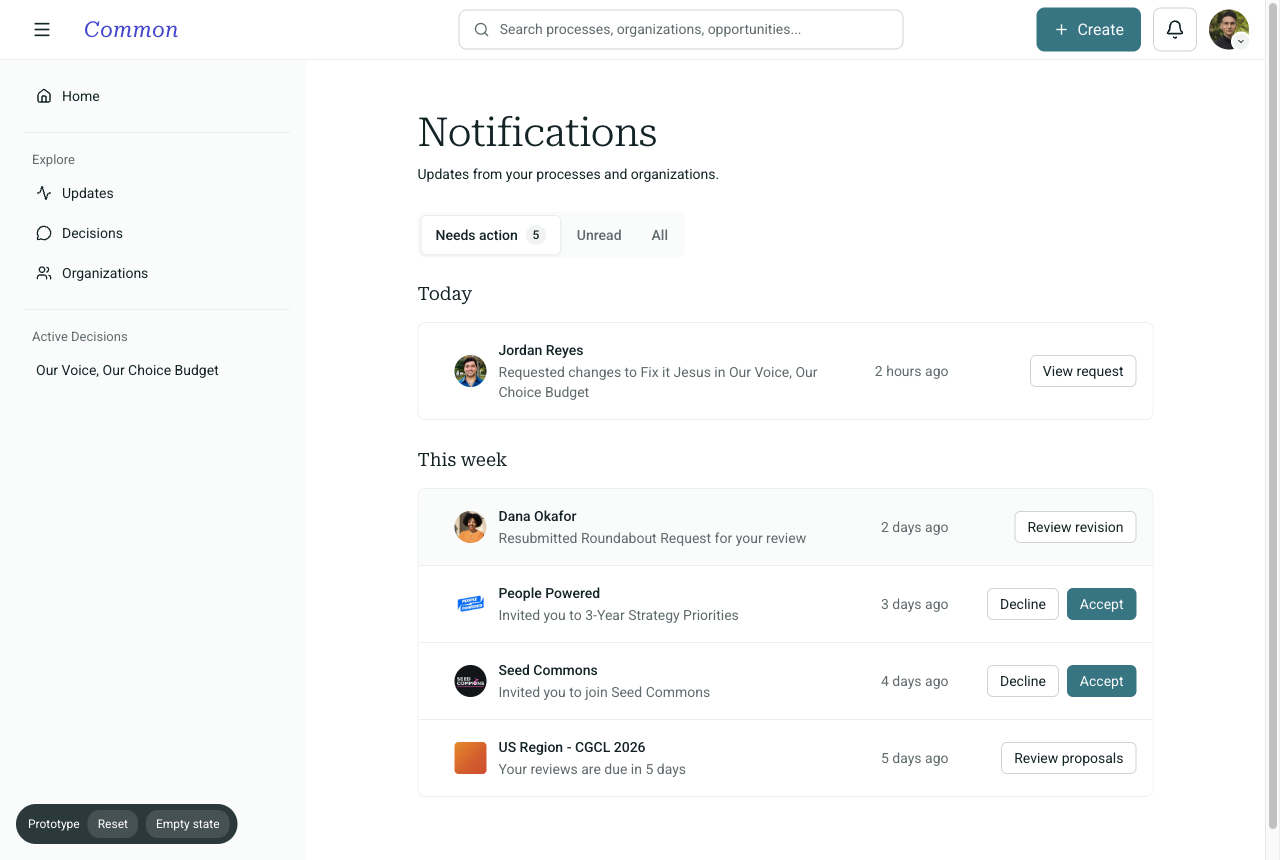 Common
Search processes, organizations, opportunities...
Create
Home
Explore
Updates
Decisions
Organizations
Active Decisions
Our Voice, Our Choice Budget
Notifications
Updates from your processes and organizations.
Needs action 5
Unread
All
Today
Jordan Reyes
Requested changes to Fix it Jesus in Our Voice, Our
Choice Budget
2 hours ago
View request
This week
Dana Okafor
Resubmitted Roundabout Request for your review
2 days ago
Review revision
People Powered
Invited you to 3-Year Strategy Priorities
3 days ago
Decline
Accept
SEED
COMMONS
Seed Commons
Invited you to join Seed Commons
4 days ago
Decline
Accept
US Region - CGCL 2026
Your reviews are due in 5 days
5 days ago
Review proposals
Prototype
Reset
Empty state